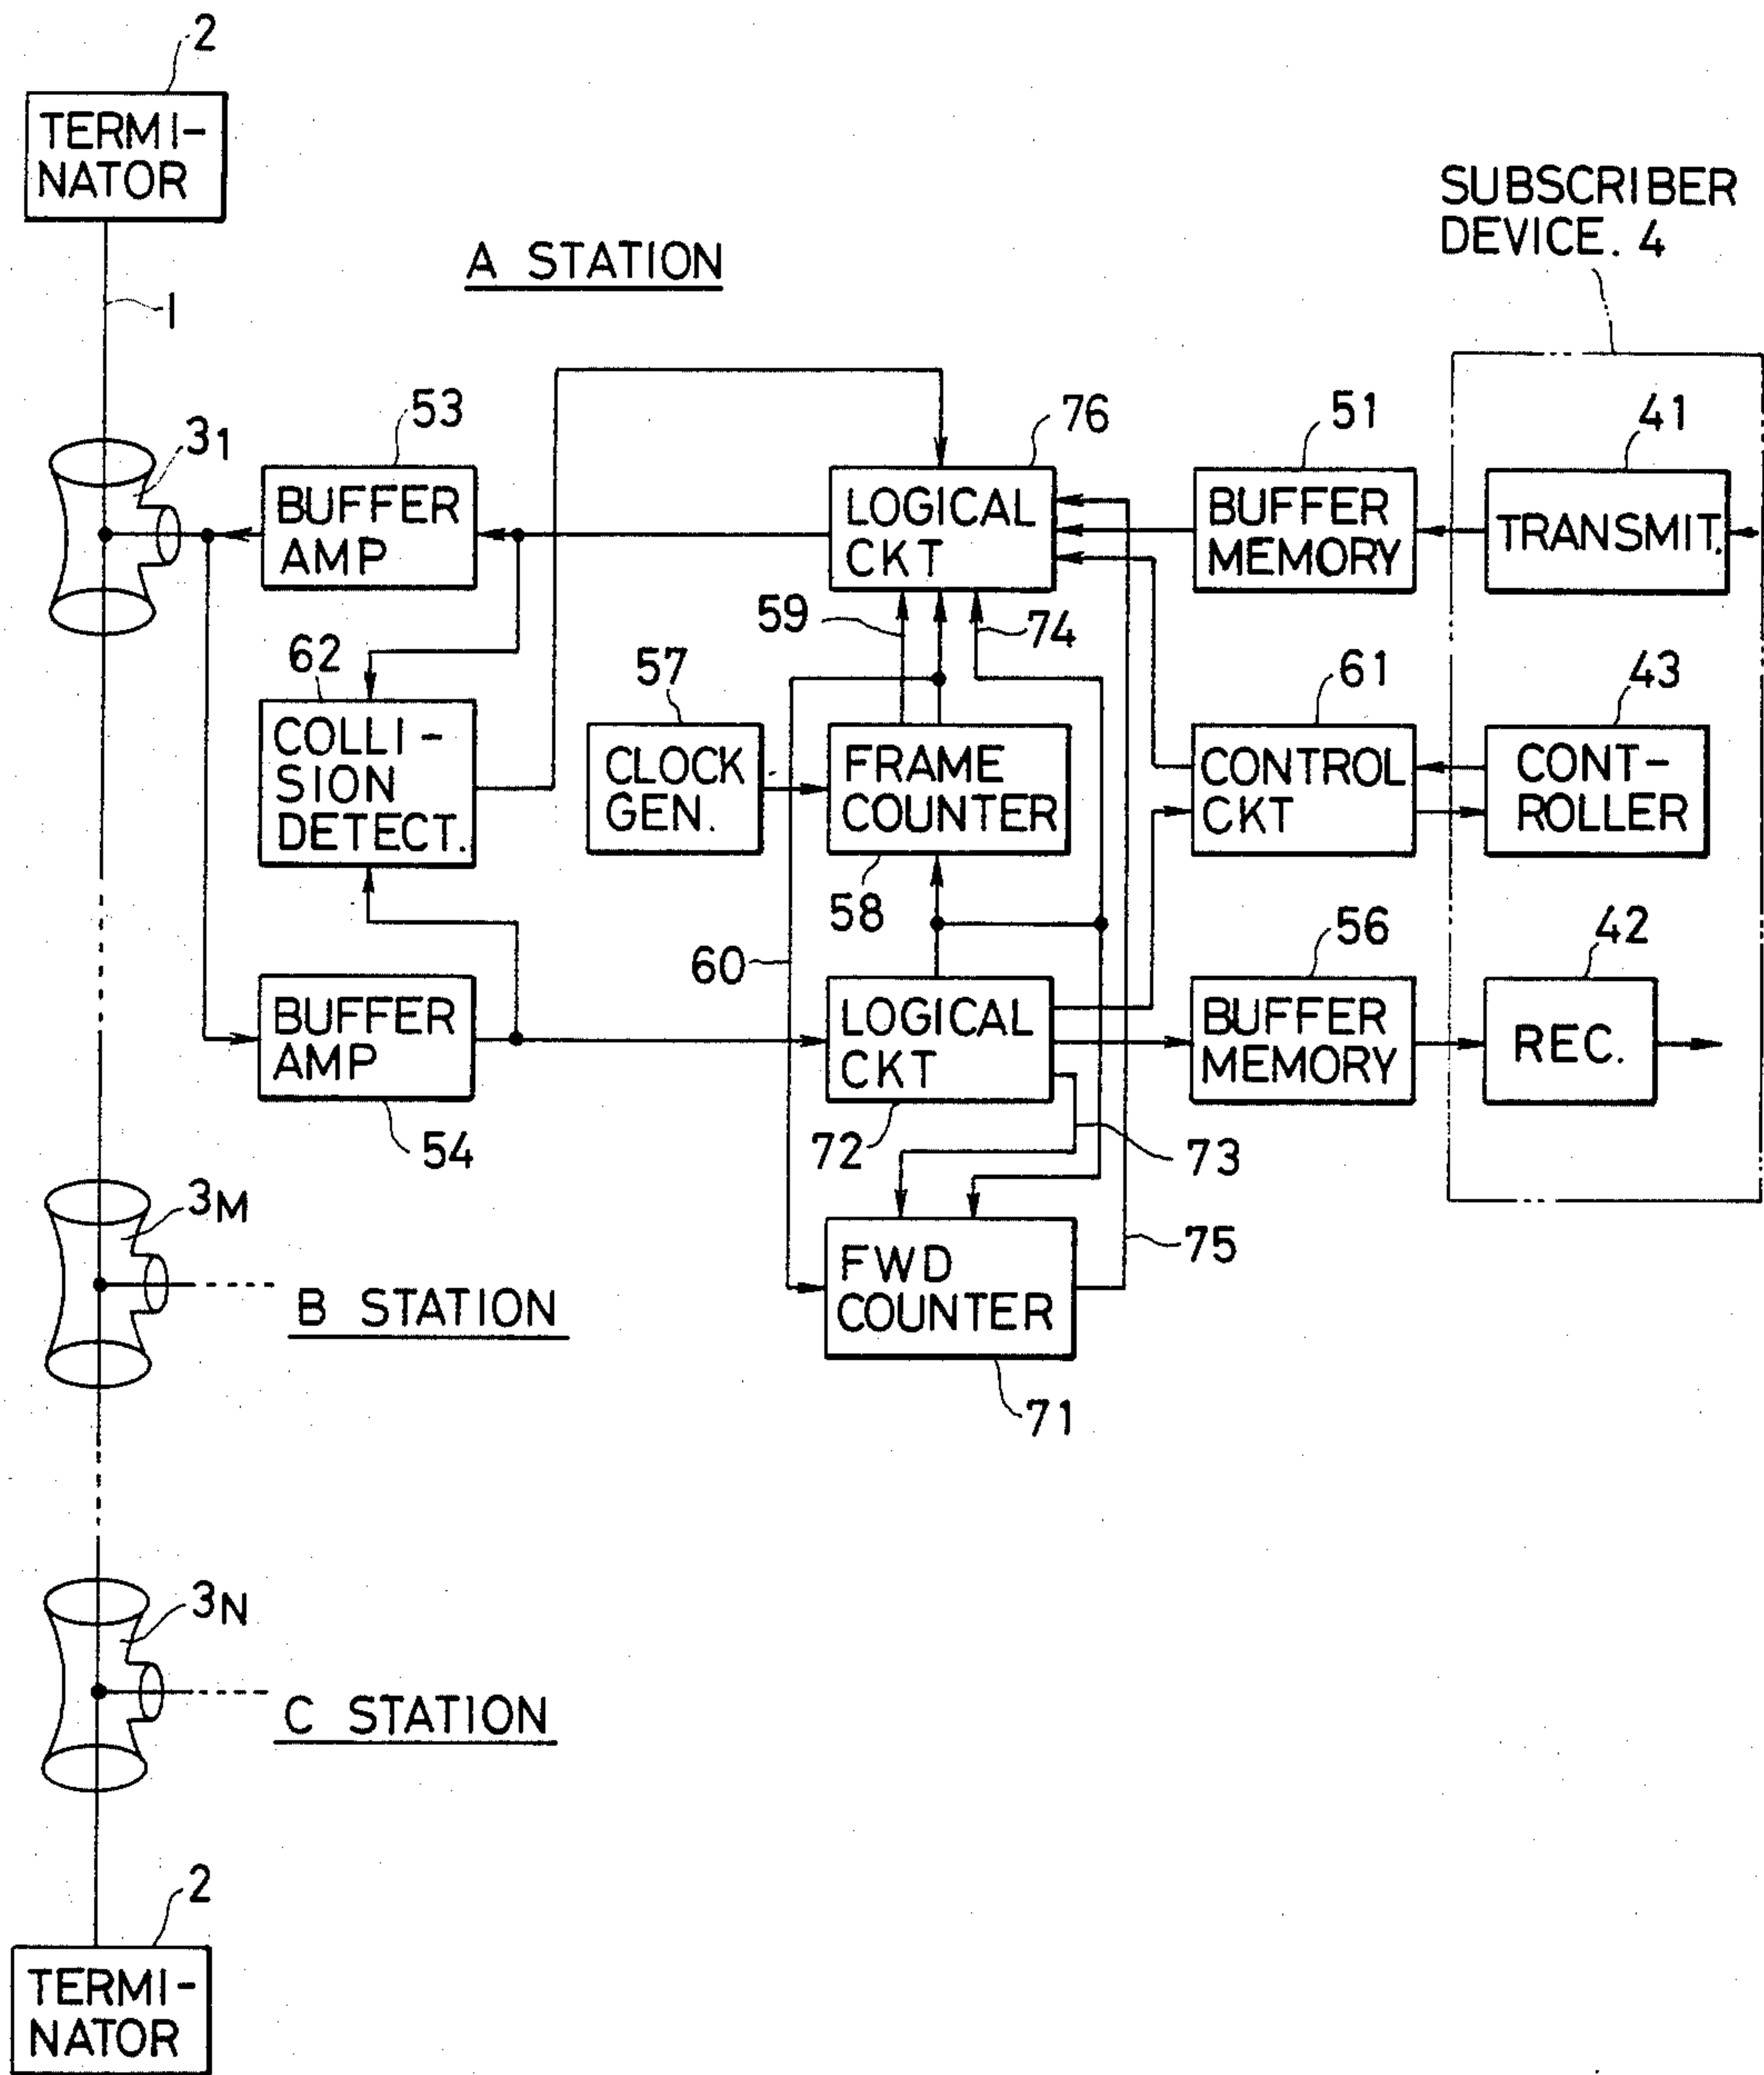 2
TERMI-
NATOR
SUBSCRIBER
DEVICE. 4
A STATION
1
53
76
51
41
3₁
BUFFER
AMP
LOGICAL
CKT
BUFFER
MEMORY
TRANSMIT.
59
74
62
57
61
43
COLLI-
SION
DETECT.
CLOCK
GEN.
FRAME
COUNTER
CONTROL
CKT
CONT-
ROLLER
58
60
56
42
BUFFER
AMP
LOGICAL
CKT
BUFFER
MEMORY
REC.
54
72
73
3M
75
FWD
COUNTER
B STATION
71
3N
C STATION
2
TERMI-
NATOR